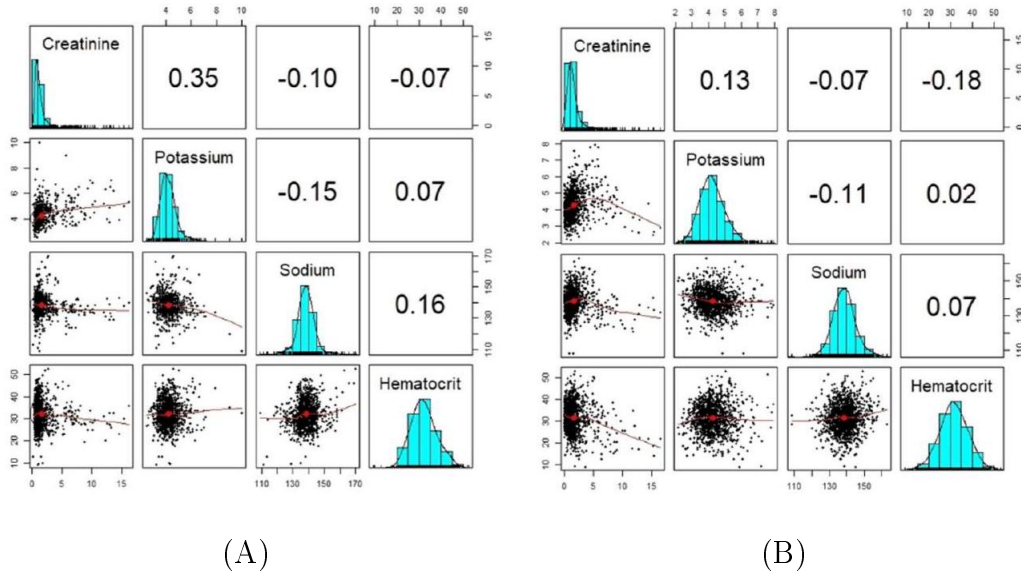 4 6 8 10
10 20 30 40 50
2 3 4 5 6 7 8
10 20 30 40 50
Creatinine
0.35
-0.10
-0.07
0 5 10 15
Creatinine
0.13
-0.07
-0.18
0 5 10 15
4 6 8 10
Potassium
-0.15
0.07
2 3 4 5 6 7 8
Potassium
-0.11
0.02
Sodium
0.16
110 130 150 170
Sodium
0.07
110 130 150
10 20 30 40 50
Hematocrit
10 20 30 40 50
Hematocrit
0 5 10 15
110 130 150 170
0 5 10 15
110 130 150
(A)
(B)